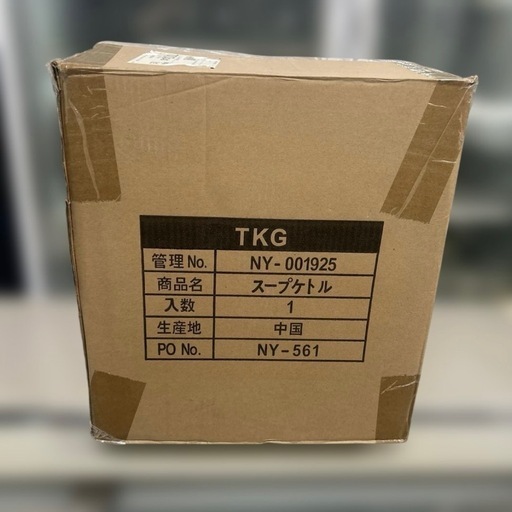 TKG
管理No. NY-001925
商品名 スープケトル
入数 1
生産地 中国
PO No. NY-561